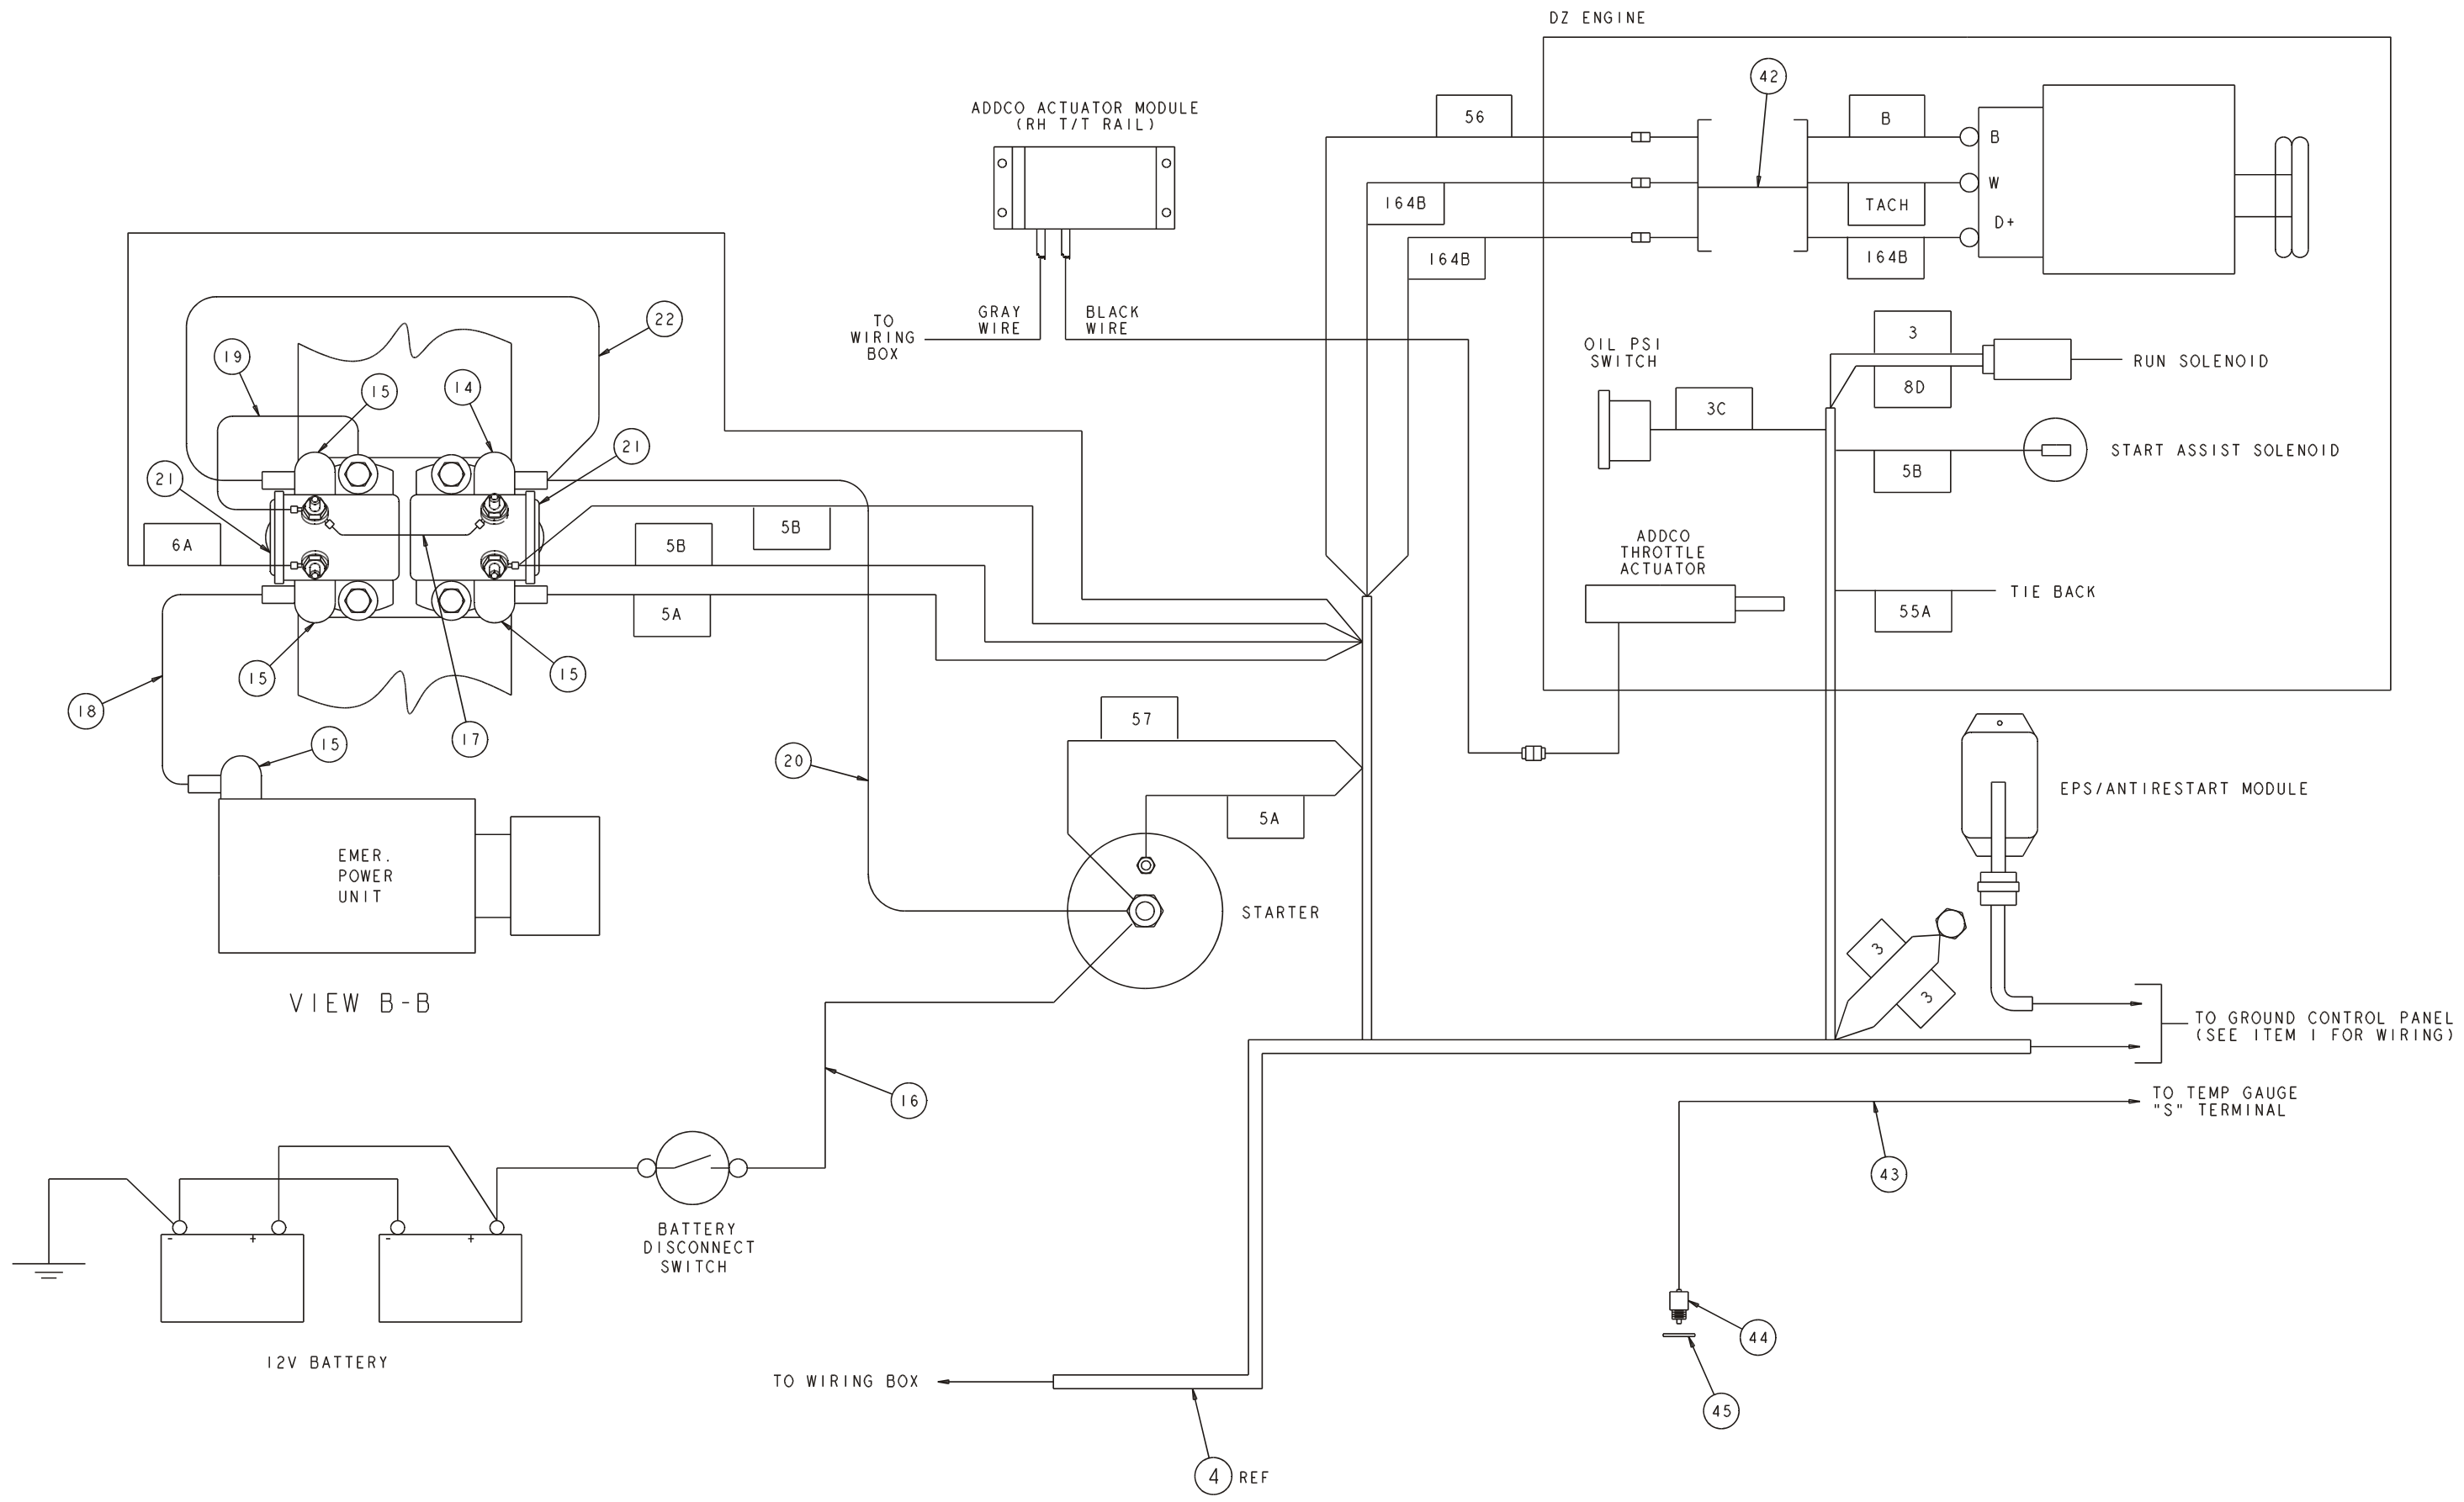 DZ ENGINE
42
ADDCO ACTUATOR MODULE
(RH T/T RAIL)
56
B
B
164B
TACH
W
D+
164B
164B
GRAY
WIRE
BLACK
WIRE
TO
WIRING
BOX
22
19
15
14
21
21
OIL PSI
SWITCH
3
8D
RUN SOLENOID
3C
5B
START ASSIST SOLENOID
6A
5B
5B
5A
ADDCO
THROTTLE
ACTUATOR
55A
TIE BACK
15
15
18
17
15
57
20
5A
EMER.
POWER
UNIT
STARTER
EPS/ANTIRESTART MODULE
3
3
VIEW B-B
TO GROUND CONTROL PANEL
(SEE ITEM 1 FOR WIRING)
16
TO TEMP GAUGE
"S" TERMINAL
43
BATTERY
DISCONNECT
SWITCH
- +
- +
12V BATTERY
44
45
TO WIRING BOX
4 REF